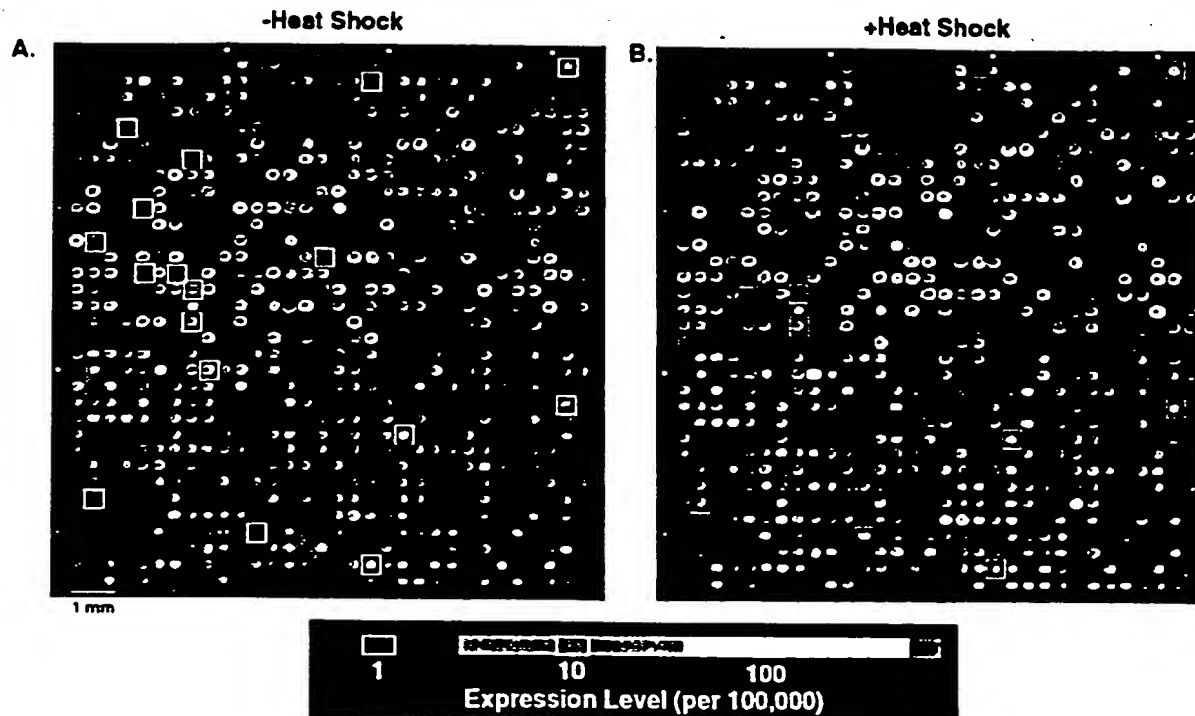 -Heat Shock
+Heat Shock
A.
B.
1 mm
1 10 100
Expression Level (per 100,000)